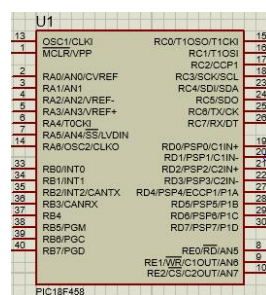 U1
13 OSC1/CLKI RC0/T1OSO/T1CKI 15
1 MCLR/VPP RC1/T1OSI 16
RC2/CCP1 17
2 RA0/AN0/CVREF RC3/SCK/SCL 18
3 RA1/AN1 RC4/SDI/SDA 23
4 RA2/AN2/VREF- RC5/SDO 24
5 RA3/AN3/VREF+ RC6/TX/CK 25
6 RA4/T0CKI RC7/RX/DT 26
7 RA5/AN4/SS/LVDIN
14 RA6/OSC2/CLKO RD0/PSP0/C1IN+ 19
RD1/PSP1/C1IN- 20
33 RB0/INT0 RD2/PSP2/C2IN+ 21
34 RB1/INT1 RD3/PSP3/C2IN- 22
35 RB2/INT2/CANTX RD4/PSP4/ECCP1/P1A 27
36 RB3/CANRX RD5/PSP5/P1B 28
37 RB4 RD6/PSP6/P1C 29
38 RB5/PGM RD7/PSP7/P1D 30
39 RB6/PGC
40 RB7/PGD RE0/RD/AN5 8
RE1/WR/C1OUT/AN6 9
RE2/CS/C2OUT/AN7 10
PIC18F458